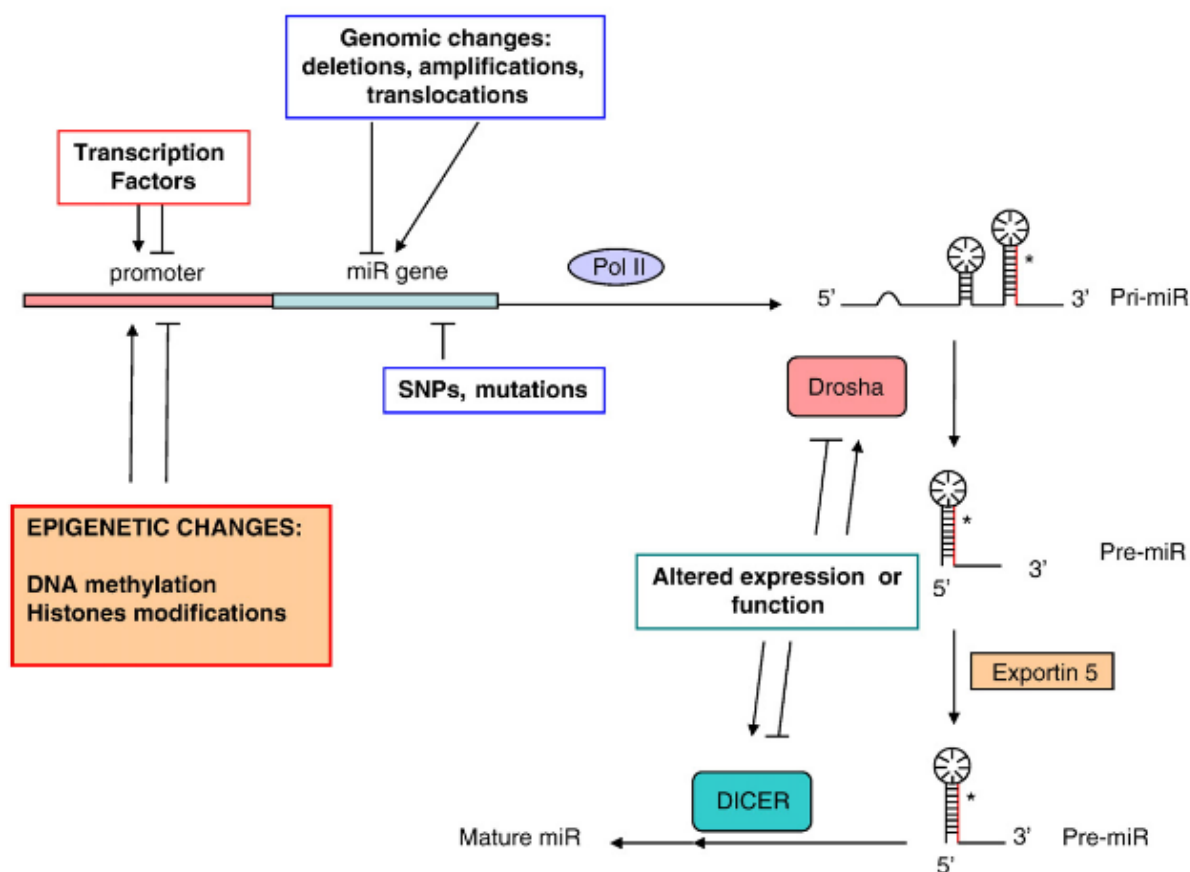 Genomic changes:
deletions, amplifications,
translocations
Transcription
Factors
promoter
miR gene
Pol II
5’
3’
Pri-miR
*
SNPs, mutations
Drosha
EPIGENETIC CHANGES:
DNA methylation
Histones modifications
*
5’
3’
Pre-miR
Altered expression or
function
Exportin 5
DICER
Mature miR
*
5’
3’
Pre-miR